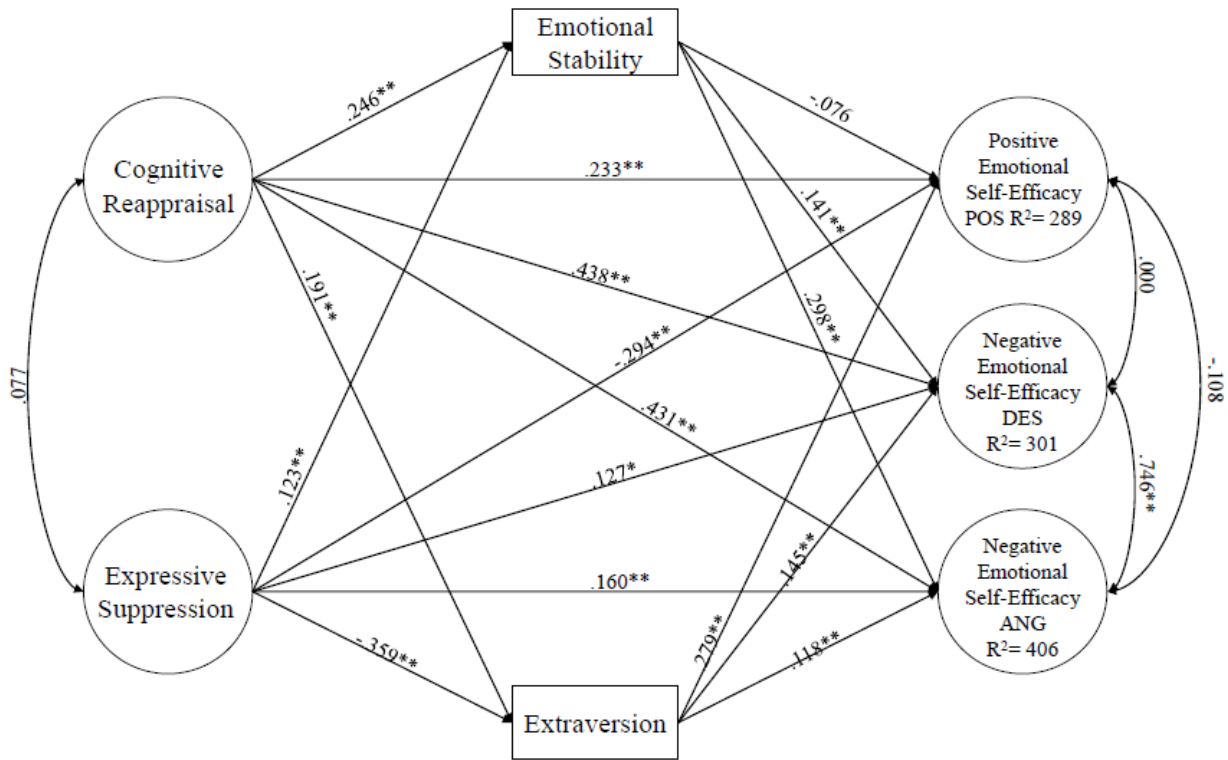 Emotional
Stability
.246**
-.076
Cognitive
Reappraisal
.233**
Positive
Emotional
Self-Efficacy
POS R²= 289
.141**
.438**
.191**
.298**
.000
-.294**
.077
Negative
Emotional
Self-Efficacy
DES
R²= 301
-.108
.431**
.123**
.127*
.746**
.145**
Expressive
Suppression
.160**
Negative
Emotional
Self-Efficacy
ANG
R²= 406
-.359**
.279**
.118**
Extraversion